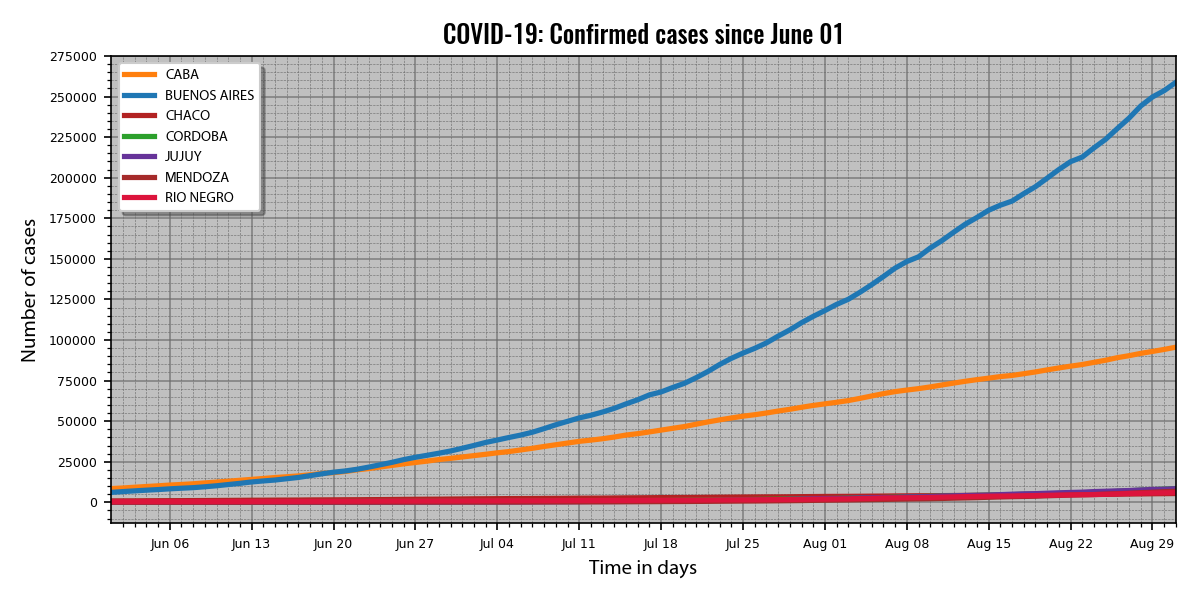 COVID-19: Confirmed cases since June 01
275000
250000
225000
200000
175000
150000
125000
100000
75000
50000
25000
0
Number of cases
CABA
BUENOS AIRES
CHACO
CORDOBA
JUJUY
MENDOZA
RIO NEGRO
Jun 06 Jun 13 Jun 20 Jun 27 Jul 04 Jul 11 Jul 18 Jul 25 Aug 01 Aug 08 Aug 15 Aug 22 Aug 29
Time in days